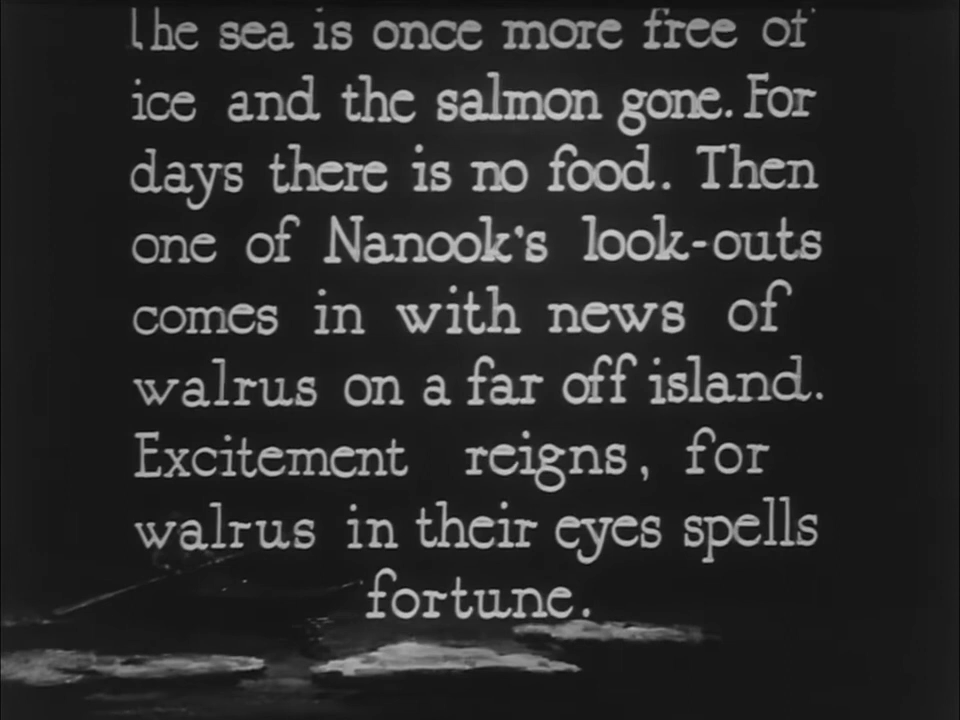 The sea is once more free of
ice and the salmon gone. For
days there is no food. Then
one of Nanook's look-outs
comes in with news of
walrus on a far off island.
Excitement reigns, for
walrus in their eyes spells
fortune.